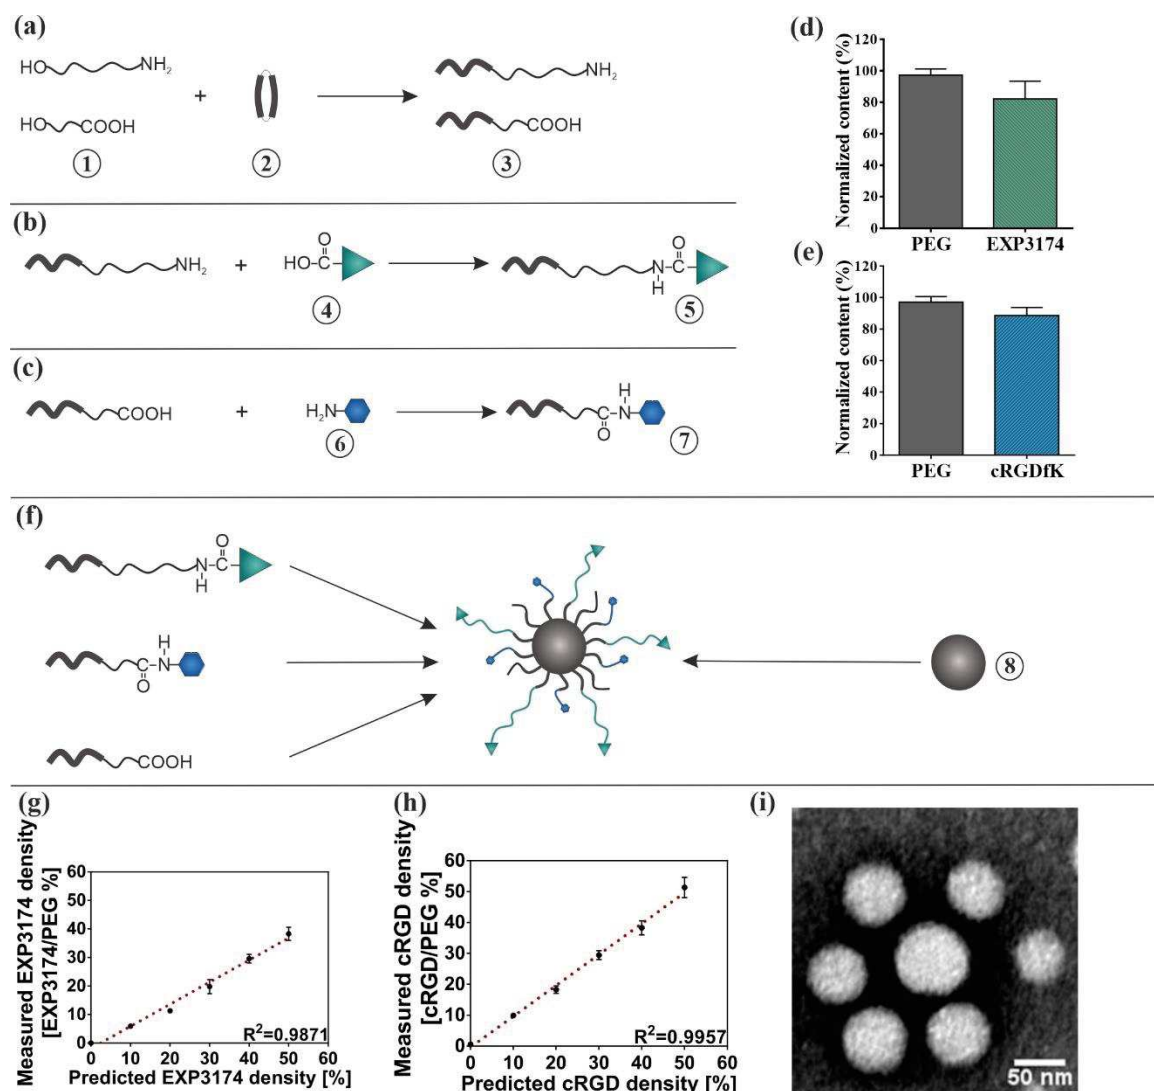 (a)
HO
NH2
+
HO
COOH
NH2
COOH
1
2
3
(b)
NH2
+
O
HO-C
N-C
O
H
4
5
(c)
COOH
+
H2N
H
C-N
O
6
7
(d)
Normalized content (%)
120
100
80
60
40
20
0
PEG EXP3174
(e)
Normalized content (%)
120
100
80
60
40
20
0
PEG cRGDfK
(f)
O
N-C
H
H
C-N
O
COOH
8
(g)
Measured EXP3174 density
[EXP3174/PEG %]
60
50
40
30
20
10
0
R2=0.9871
0 10 20 30 40 50 60
Predicted EXP3174 density [%]
(h)
Measured cRGD density
[cRGD/PEG %]
60
50
40
30
20
10
0
R2=0.9957
0 10 20 30 40 50 60
Predicted cRGD density [%]
(i)
50 nm